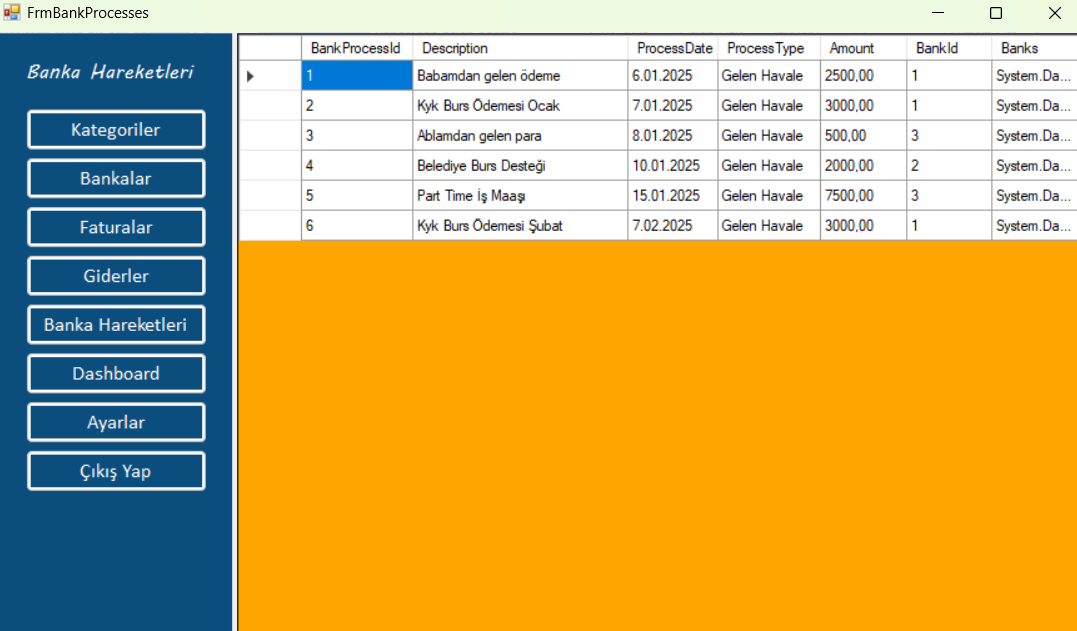 FrmBankProcesses
Banka Hareketleri
Kategoriler
Bankalar
Faturalar
Giderler
Banka Hareketleri
Dashboard
Ayarlar
Çıkış Yap
BankProcessId Description ProcessDate ProcessType Amount BankId Banks
1 Babamdan gelen ödeme 6.01.2025 Gelen Havale 2500,00 1 System.Da...
2 Kyk Burs Ödemesi Ocak 7.01.2025 Gelen Havale 3000,00 1 System.Da...
3 Ablamdan gelen para 8.01.2025 Gelen Havale 500,00 3 System.Da...
4 Belediye Burs Desteği 10.01.2025 Gelen Havale 2000,00 2 System.Da...
5 Part Time İş Maaşı 15.01.2025 Gelen Havale 7500,00 3 System.Da...
6 Kyk Burs Ödemesi Şubat 7.02.2025 Gelen Havale 3000,00 1 System.Da...